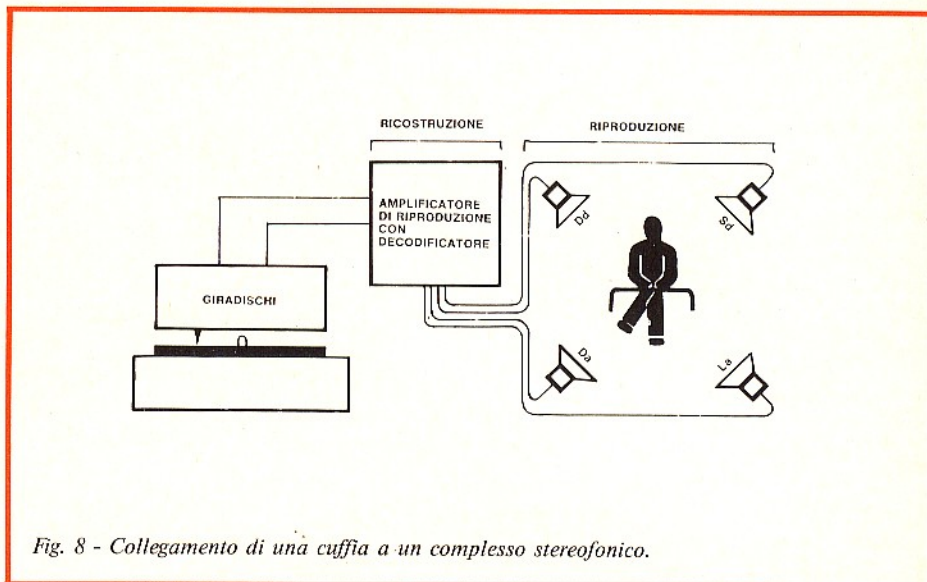 RICOSTRUZIONE
RIPRODUZIONE
AMPLIFICATORE
DI RIPRODUZIONE
CON
DECODIFICATORE
GIRADISCHI
Dd
Sd
Da
La
Fig. 8 - Collegamento di una cuffia a un complesso stereofonico.